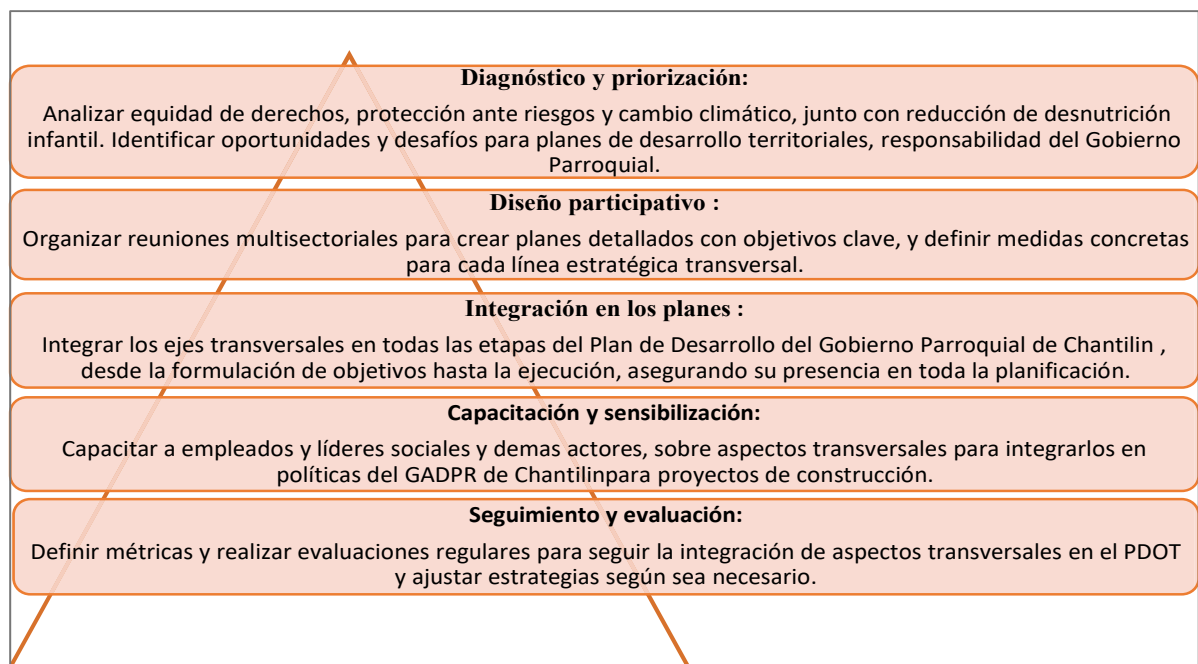 Diagnóstico y priorización:
Analizar equidad de derechos, protección ante riesgos y cambio climático, junto con reducción de desnutrición
infantil. Identificar oportunidades y desafíos para planes de desarrollo territoriales, responsabilidad del Gobierno
Parroquial.
Diseño participativo :
Organizar reuniones multisectoriales para crear planes detallados con objetivos clave, y definir medidas concretas
para cada línea estratégica transversal.
Integración en los planes :
Integrar los ejes transversales en todas las etapas del Plan de Desarrollo del Gobierno Parroquial de Chantilin ,
desde la formulación de objetivos hasta la ejecución, asegurando su presencia en toda la planificación.
Capacitación y sensibilización:
Capacitar a empleados y líderes sociales y demas actores, sobre aspectos transversales para integrarlos en
políticas del GADPR de Chantilinpara proyectos de construcción.
Seguimiento y evaluación:
Definir métricas y realizar evaluaciones regulares para seguir la integración de aspectos transversales en el PDOT
y ajustar estrategias según sea necesario.